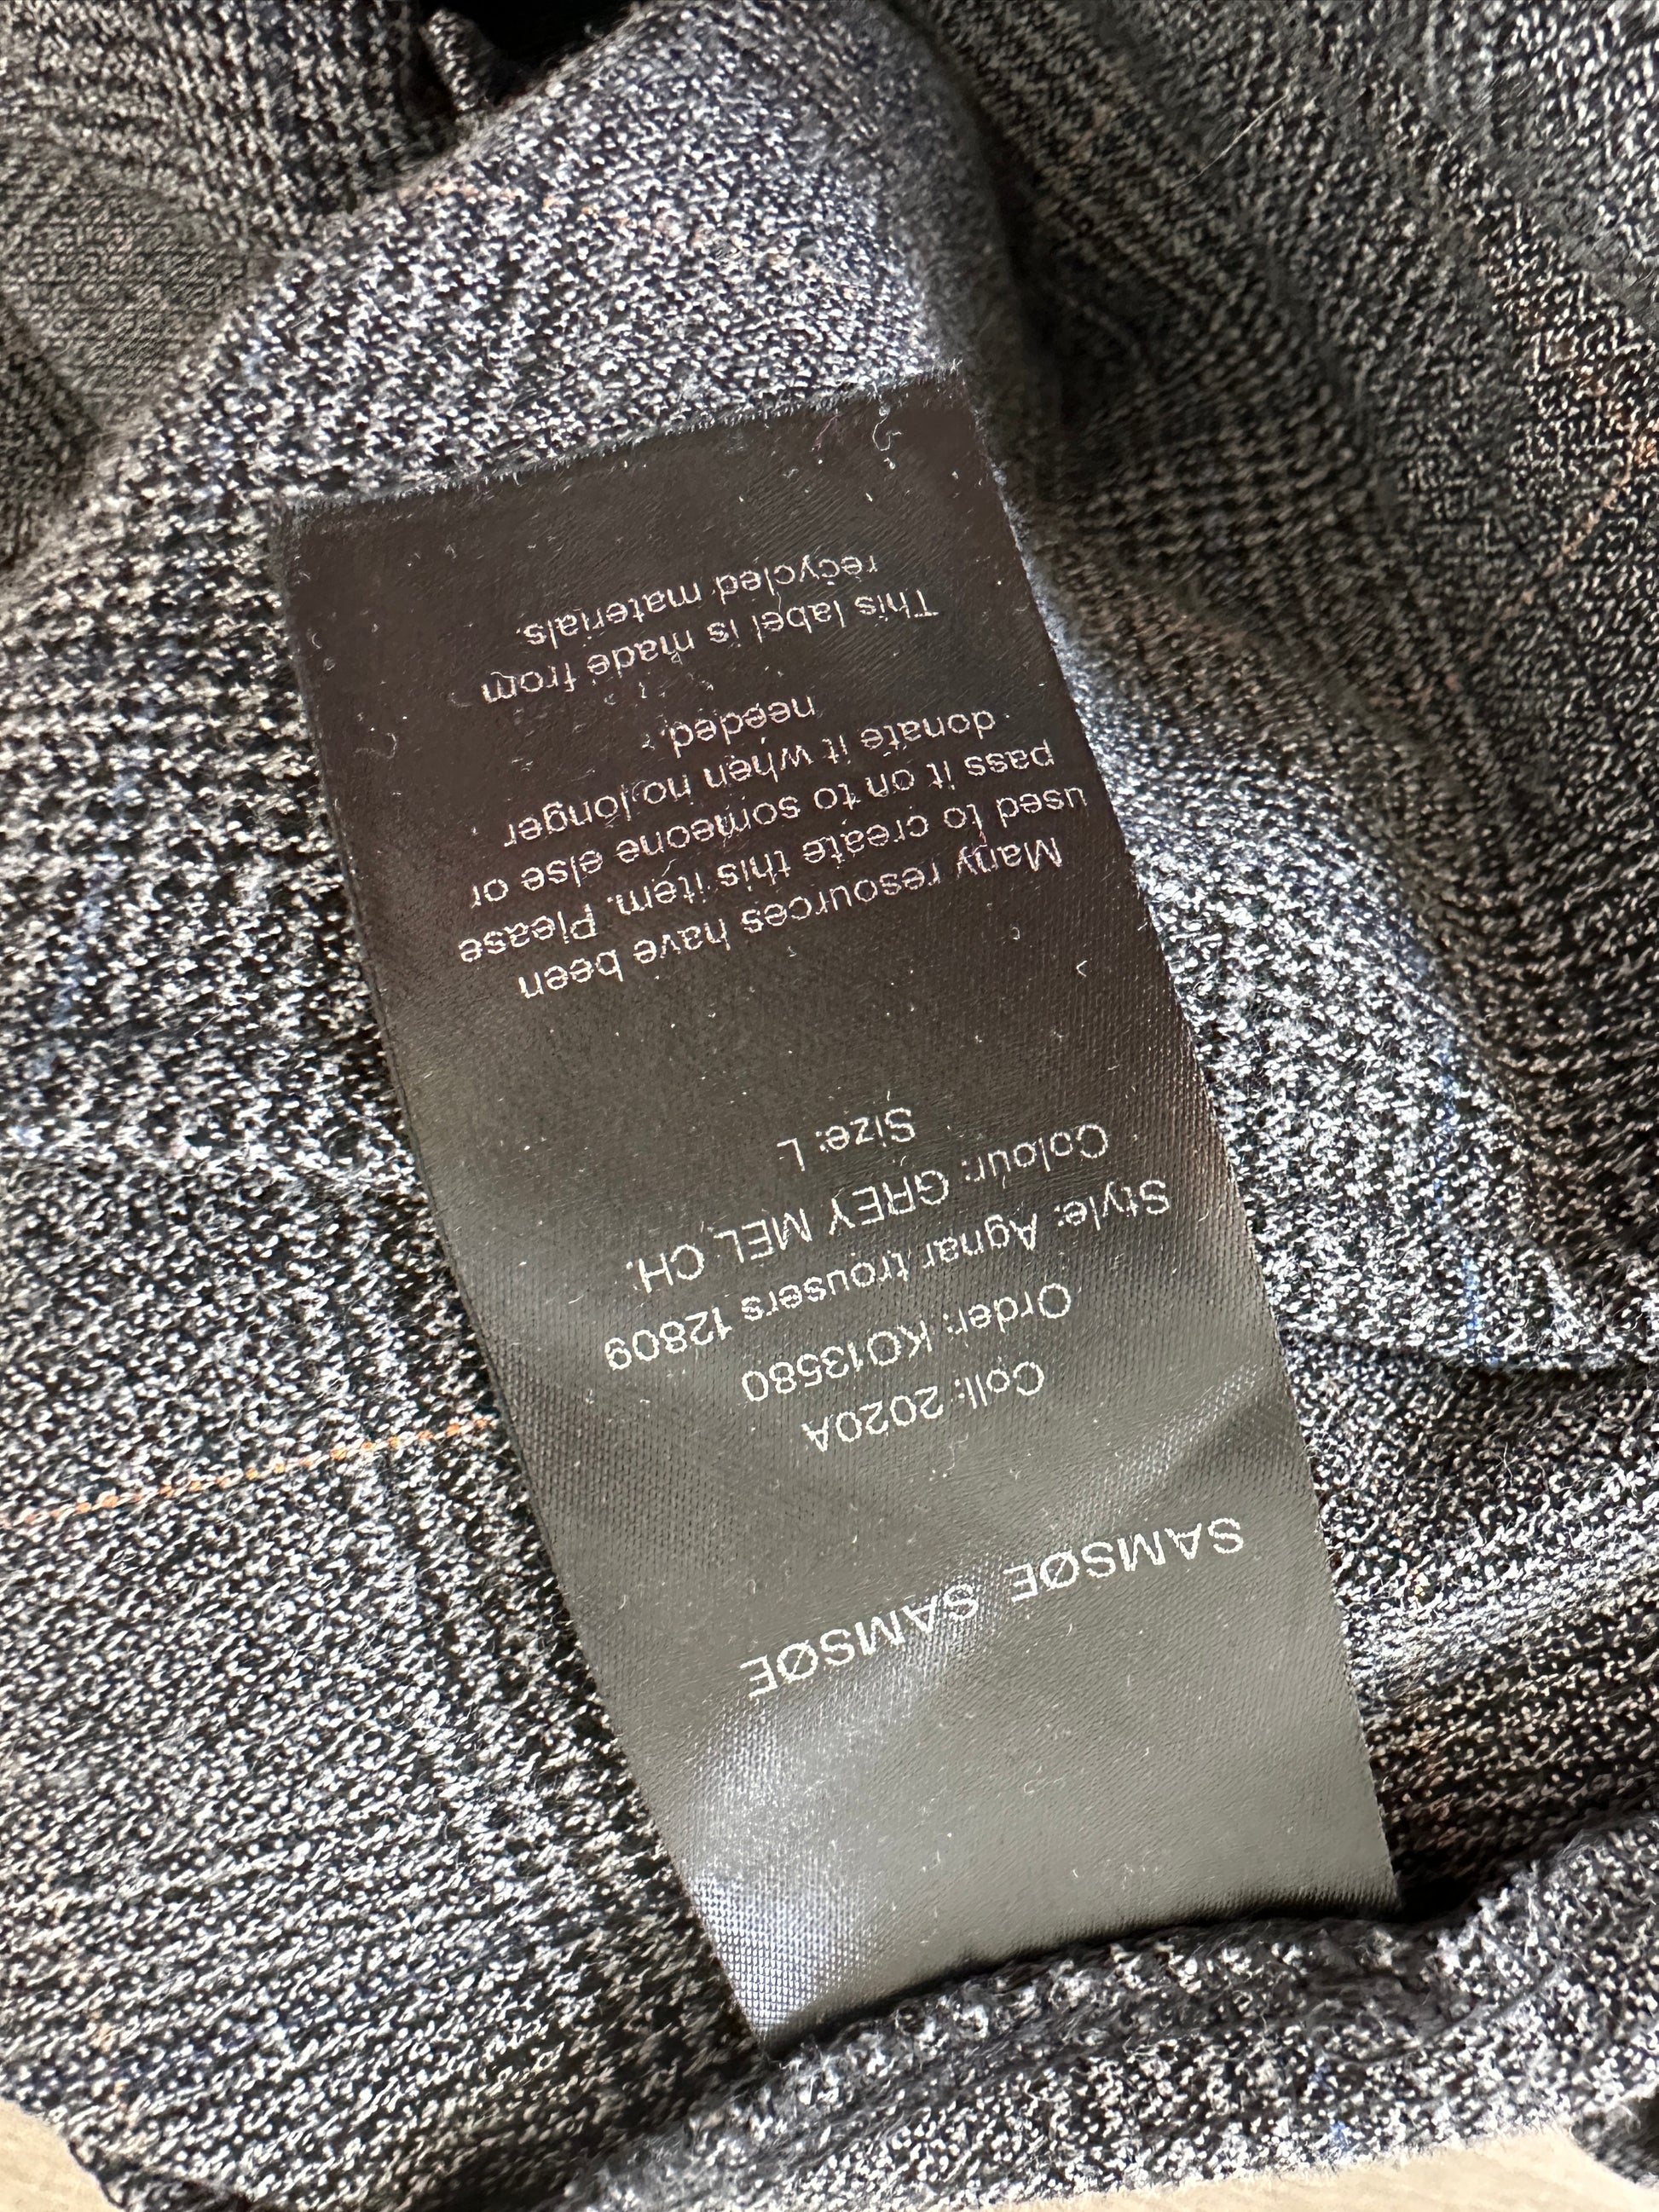 SAMSØE SAMSØE
Coll: 2020A
Order: KO13580
Style: Agnar trousers 12809
Colour: GREY MEL CH.
Size: L
Many resources have been
used to create this item. Please
pass it on to someone else or
donate it when no longer
needed.
This label is made from
recycled materials.